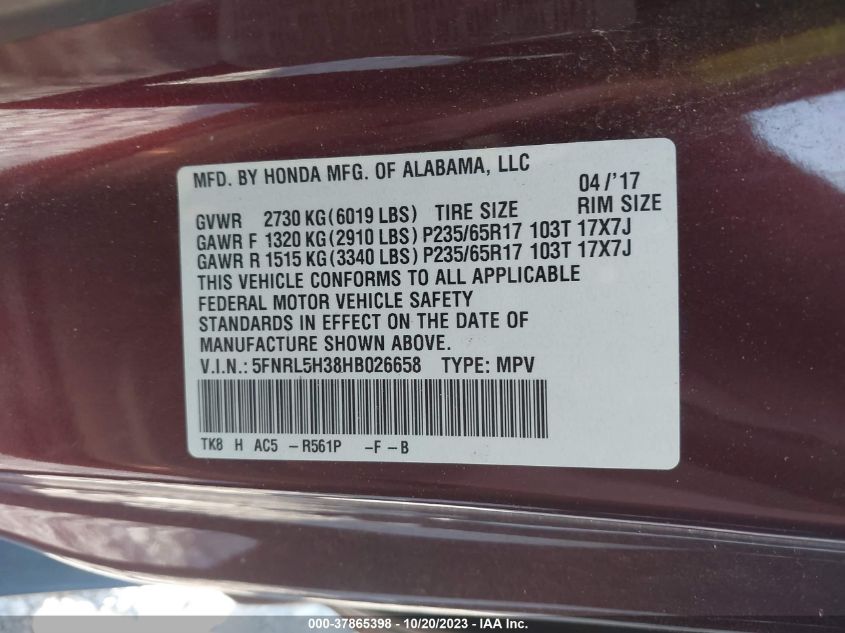 MFD. BY HONDA MFG. OF ALABAMA, LLC
04/'17
GVWR 2730 KG(6019 LBS) TIRE SIZE RIM SIZE
GAWR F 1320 KG(2910 LBS) P235/65R17 103T 17X7J
GAWR R 1515 KG(3340 LBS) P235/65R17 103T 17X7J
THIS VEHICLE CONFORMS TO ALL APPLICABLE
FEDERAL MOTOR VEHICLE SAFETY
STANDARDS IN EFFECT ON THE DATE OF
MANUFACTURE SHOWN ABOVE.
V.I.N.: 5FNRL5H38HB026658 TYPE: MPV
TK8 H AC5 -R561P -F-B
000-37865398 - 10/20/2023 - IAA, Inc.